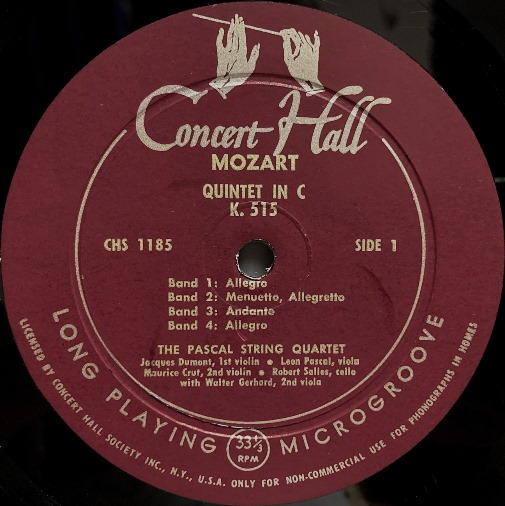 Concert Hall
MOZART
QUINTET IN C
K. 515
CHS 1185
SIDE 1
Band 1: Allegro
Band 2: Menuetto, Allegretto
Band 3: Andante
Band 4: Allegro
THE PASCAL STRING QUARTET
Jacques Dumont, 1st violin • Leon Pascal, viola
Maurice Crut, 2nd violin • Robert Salles, cello
with Walter Gerhard, 2nd viola
LONG PLAYING 33⅓ RPM MICROGROOVE
LICENSED BY CONCERT HALL SOCIETY INC., N.Y., U.S.A. ONLY FOR NON-COMMERCIAL USE FOR PHONOGRAPHS IN HOMES